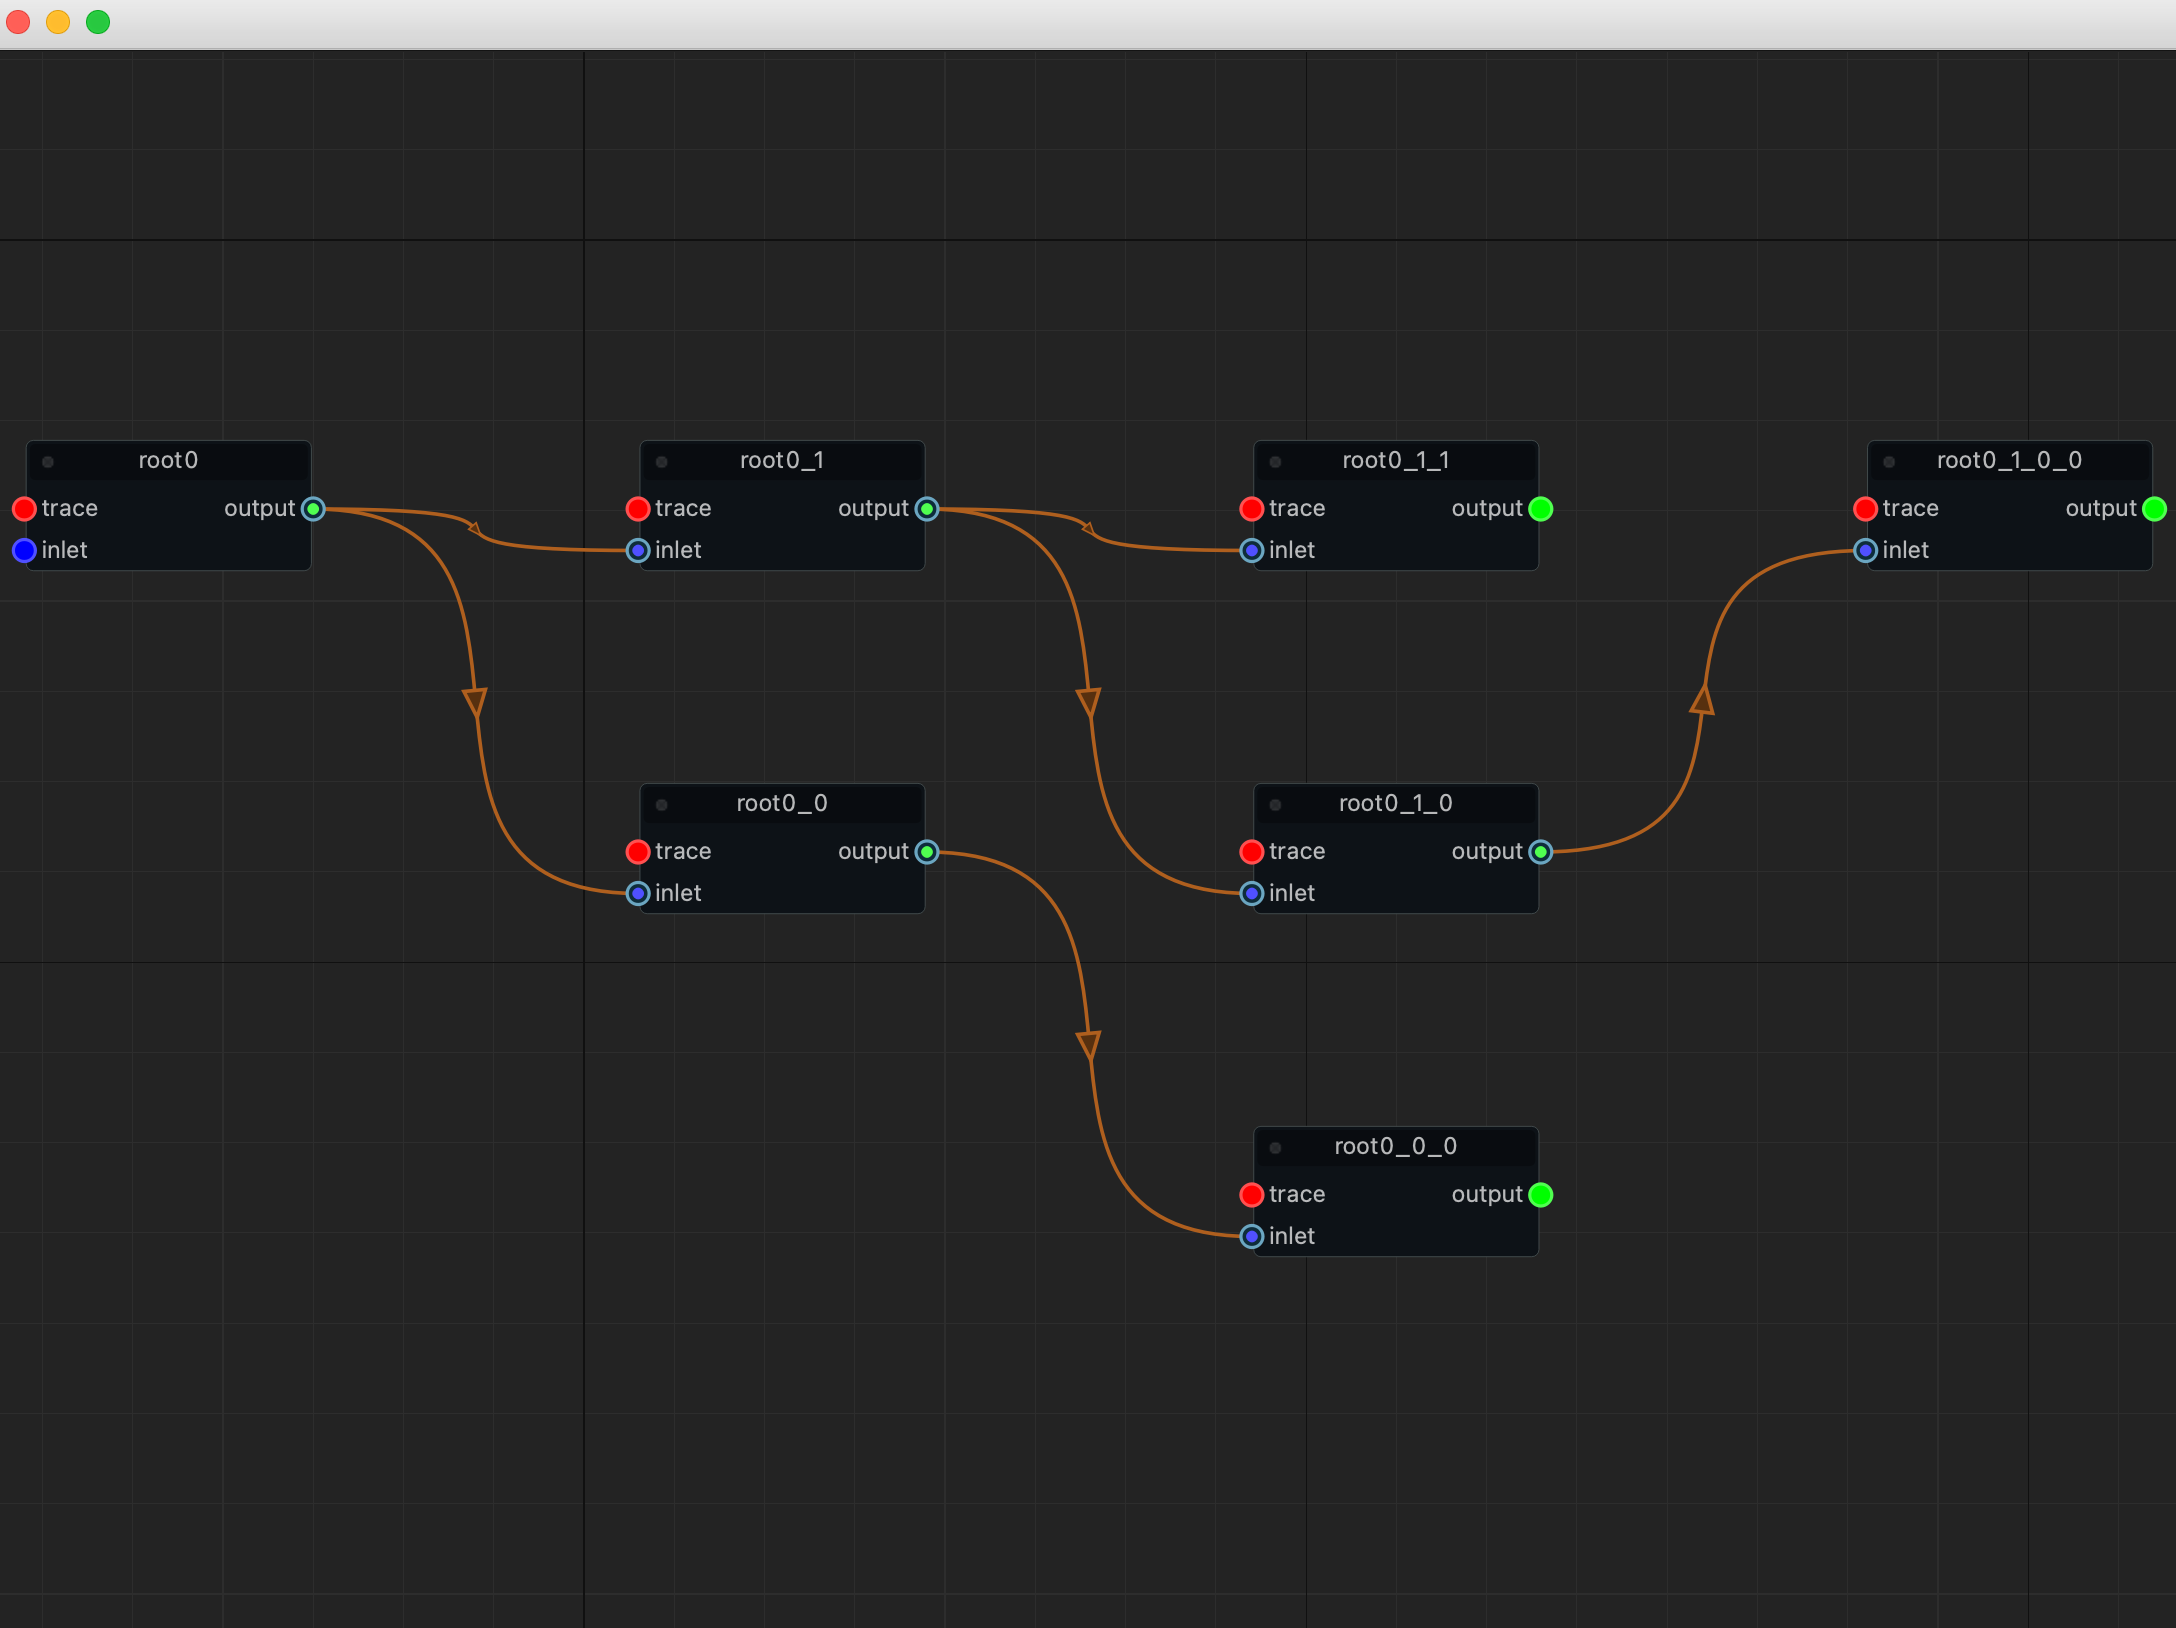 root0
trace output
inlet
root0_1
trace output
inlet
root0_1_1
trace output
inlet
root0_1_0_0
trace output
inlet
root0_0
trace output
inlet
root0_1_0
trace output
inlet
root0_0_0
trace output
inlet